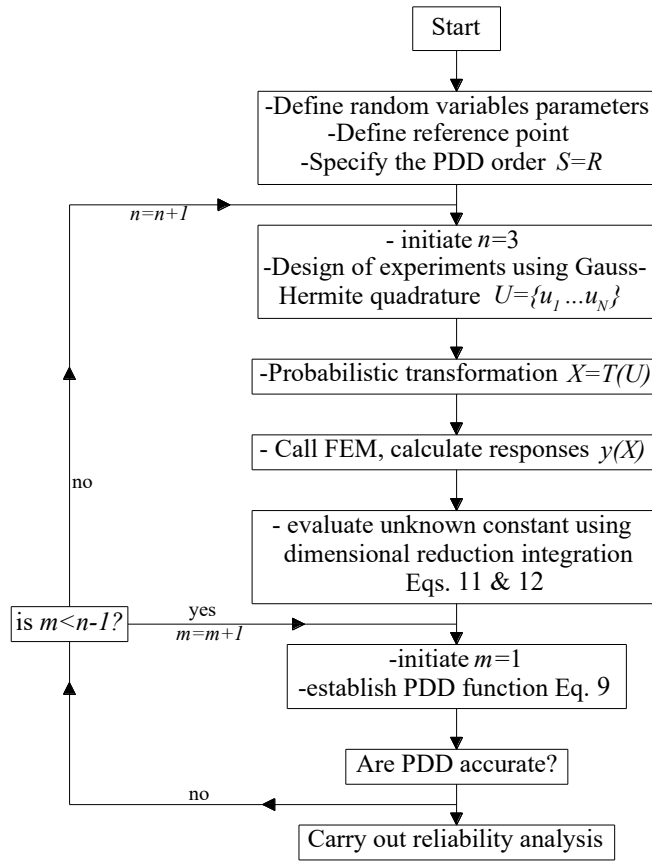 Start
-Define random variables parameters
-Define reference point
-Specify the PDD order S=R
n=n+1
- initiate n=3
-Design of experiments using Gauss-
Hermite quadrature U={u1 ...uN}
-Probabilistic transformation X=T(U)
- Call FEM, calculate responses y(X)
no
- evaluate unknown constant using
dimensional reduction integration
Eqs. 11 & 12
is m<n-1?
yes
m=m+1
-initiate m=1
-establish PDD function Eq. 9
Are PDD accurate?
no
Carry out reliability analysis